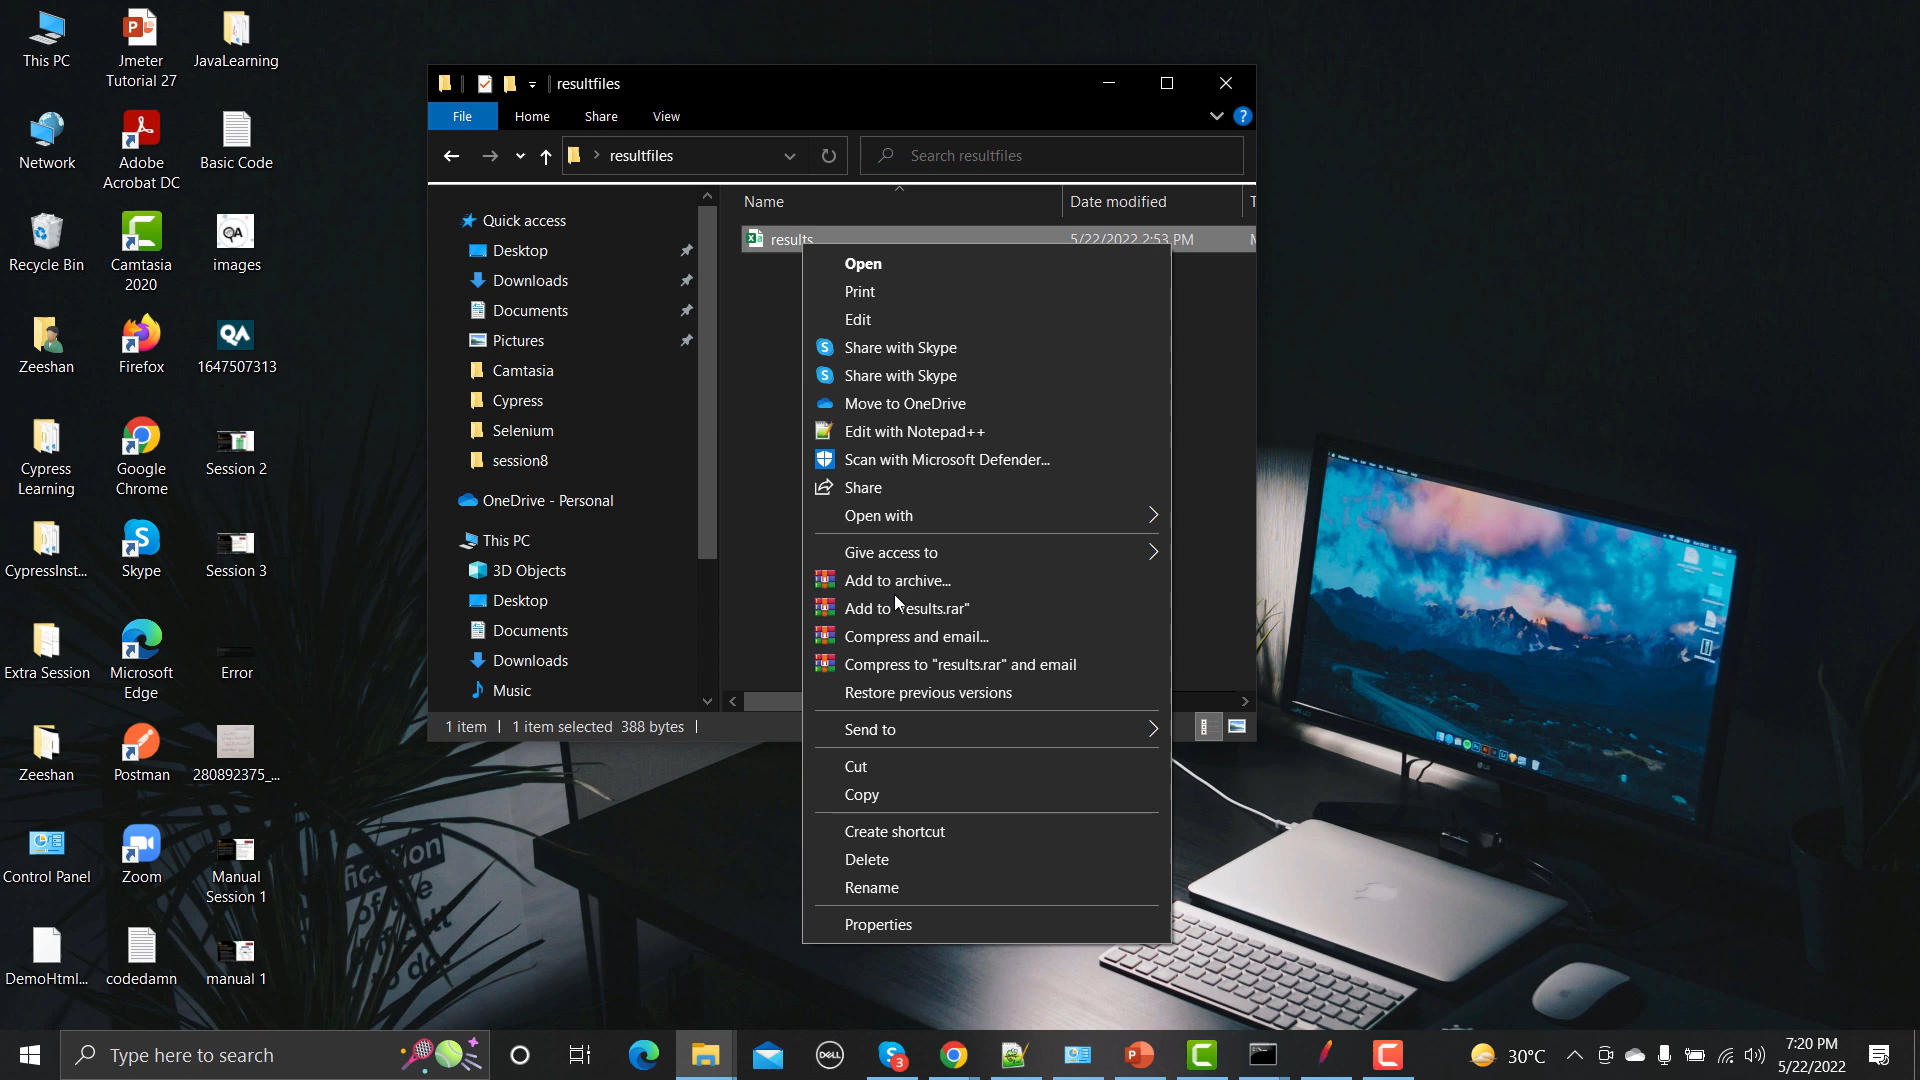 This PC
Jmeter
Tutorial 27
JavaLearning
Network
Adobe
Acrobat DC
Basic Code
Recycle Bin
Camtasia
2020
images
Zeeshan
Firefox
1647507313
Cypress
Learning
Google
Chrome
Session 2
CypressInst...
Skype
Session 3
Extra Session
Microsoft
Edge
Error
Zeeshan
Postman
280892375_...
Control Panel
Zoom
Manual
Session 1
DemoHtml...
codedamn
manual 1
QA
QA
resultfiles
File
Home
Share
View
resultfiles
Search resultfiles
Quick access
Desktop
Downloads
Documents
Pictures
Camtasia
Cypress
Selenium
session8
OneDrive - Personal
This PC
3D Objects
Desktop
Documents
Downloads
Music
Name
Date modified
T
results
5/22/2022 2:53 PM
1 item
1 item selected 388 bytes
Open
Print
Edit
Share with Skype
Share with Skype
Move to OneDrive
Edit with Notepad++
Scan with Microsoft Defender...
Share
Open with
Give access to
Add to archive...
Add to "results.rar"
Compress and email...
Compress to "results.rar" and email
Restore previous versions
Send to
Cut
Copy
Create shortcut
Delete
Rename
Properties
Type here to search
DELL
3
30°C
7:20 PM
5/22/2022